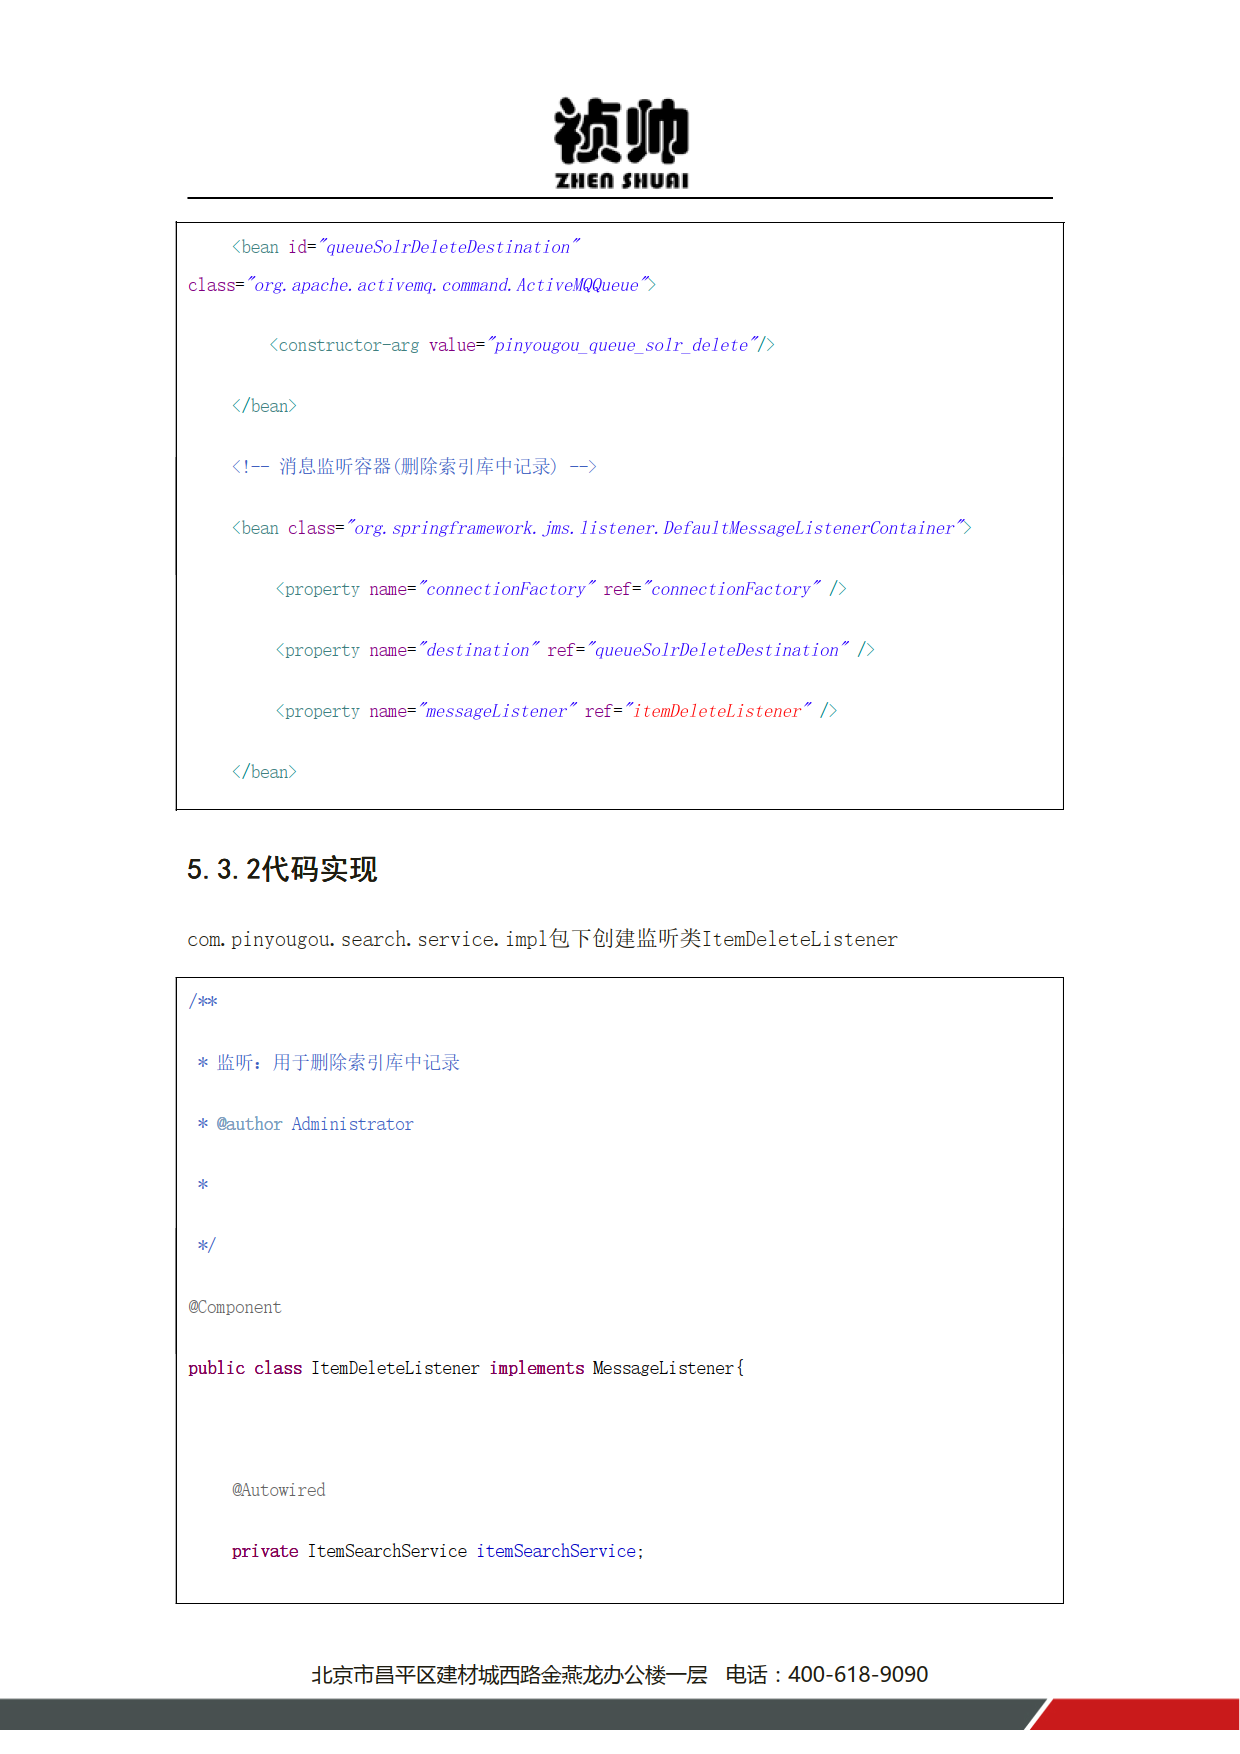 祯帅
ZHEN SHUAI
<bean id="queueSolrDeleteDestination"
class="org.apache.activemq.command.ActiveMQQueue">
<constructor-arg value="pinyougou_queue_solr_delete"/>
</bean>
<!-- 消息监听容器(删除索引库中记录) -->
<bean class="org.springframework.jms.listener.DefaultMessageListenerContainer">
<property name="connectionFactory" ref="connectionFactory" />
<property name="destination" ref="queueSolrDeleteDestination" />
<property name="messageListener" ref="itemDeleteListener" />
</bean>
5.3.2代码实现
com.pinyougou.search.service.impl包下创建监听类ItemDeleteListener
/**
* 监听：用于删除索引库中记录
* @author Administrator
*
*/
@Component
public class ItemDeleteListener implements MessageListener{
@Autowired
private ItemSearchService itemSearchService;
北京市昌平区建材城西路金燕龙办公楼一层 电话：400-618-9090